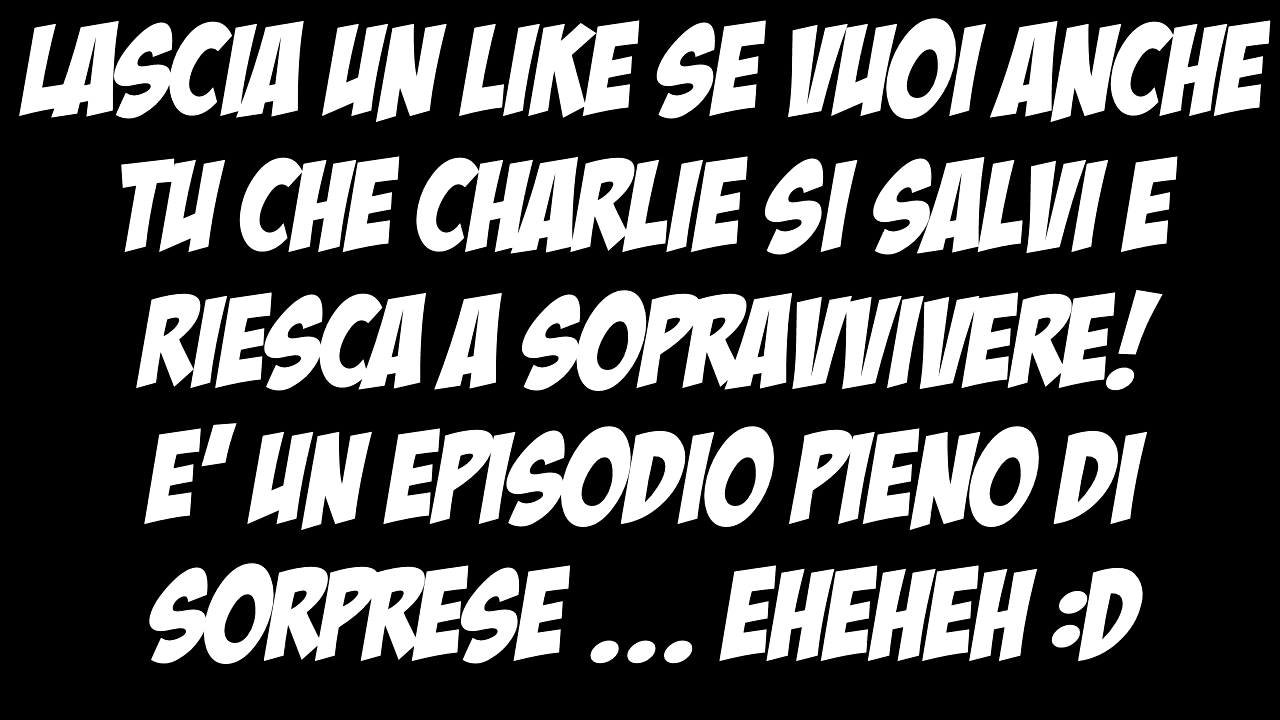 LASCIA UN LIKE SE VUOI ANCHE
TU CHE CHARLIE SI SALVI E
RIESCA A SOPRAVVIVERE!
E' UN EPISODIO PIENO DI
SORPRESE ... EHEHEH :D